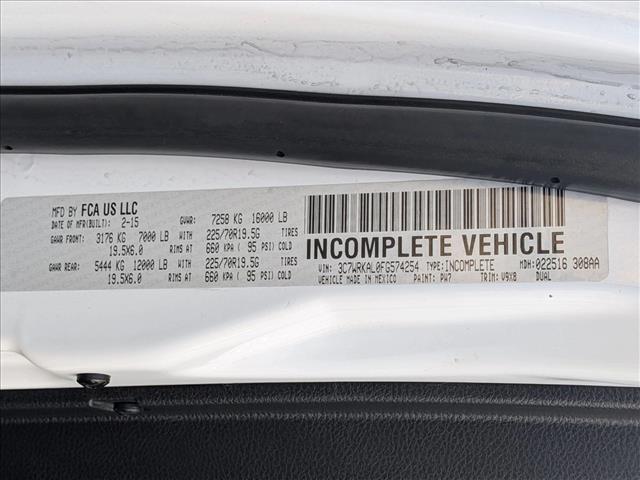 MFD BY FCA US LLC
DATE OF MFR(BUILT): 2-15 GVWR: 7258 KG 16000 LB
GAWR FRONT: 3176 KG 7000 LB WITH 225/70R19.5G TIRES
19.5X6.0 RIMS AT 660 KPA ( 95 PSI) COLD
GAWR REAR: 5444 KG 12000 LB WITH 225/70R19.5G TIRES
19.5X6.0 RIMS AT 660 KPA ( 95 PSI) COLD
INCOMPLETE VEHICLE
VIN: 3C7WRKAL0FG574254 TYPE: INCOMPLETE MDH: 022516 308AA
VEHICLE MADE IN MEXICO PAINT: PW7 TRIM: V9X8 DUAL